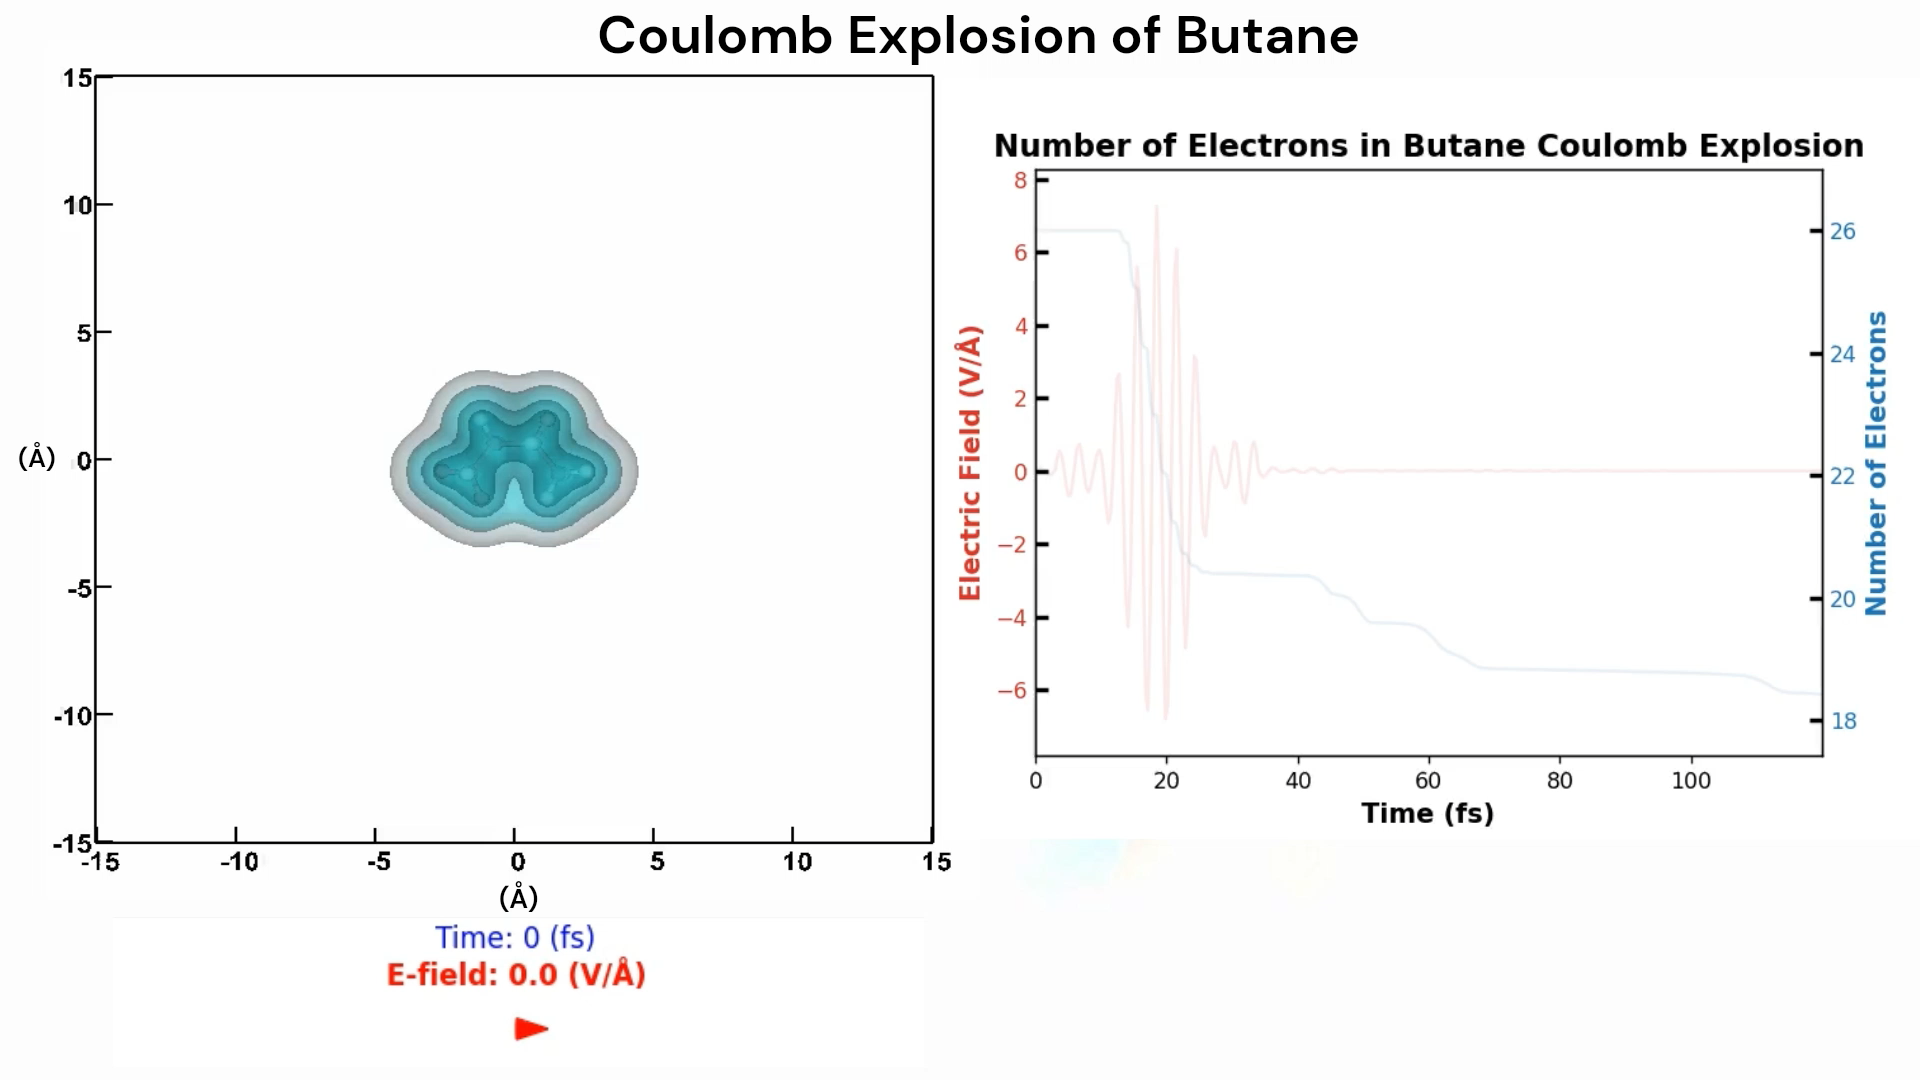 Coulomb Explosion of Butane
15
10
5
(Å) 0
-5
-10
-15
-15 -10 -5 0 5 10 15
(Å)
Time: 0 (fs)
E-field: 0.0 (V/Å)
Number of Electrons in Butane Coulomb Explosion
8
6
4
2
0
−2
−4
−6
Electric Field (V/Å)
26
24
22
20
18
Number of Electrons
0 20 40 60 80 100
Time (fs)